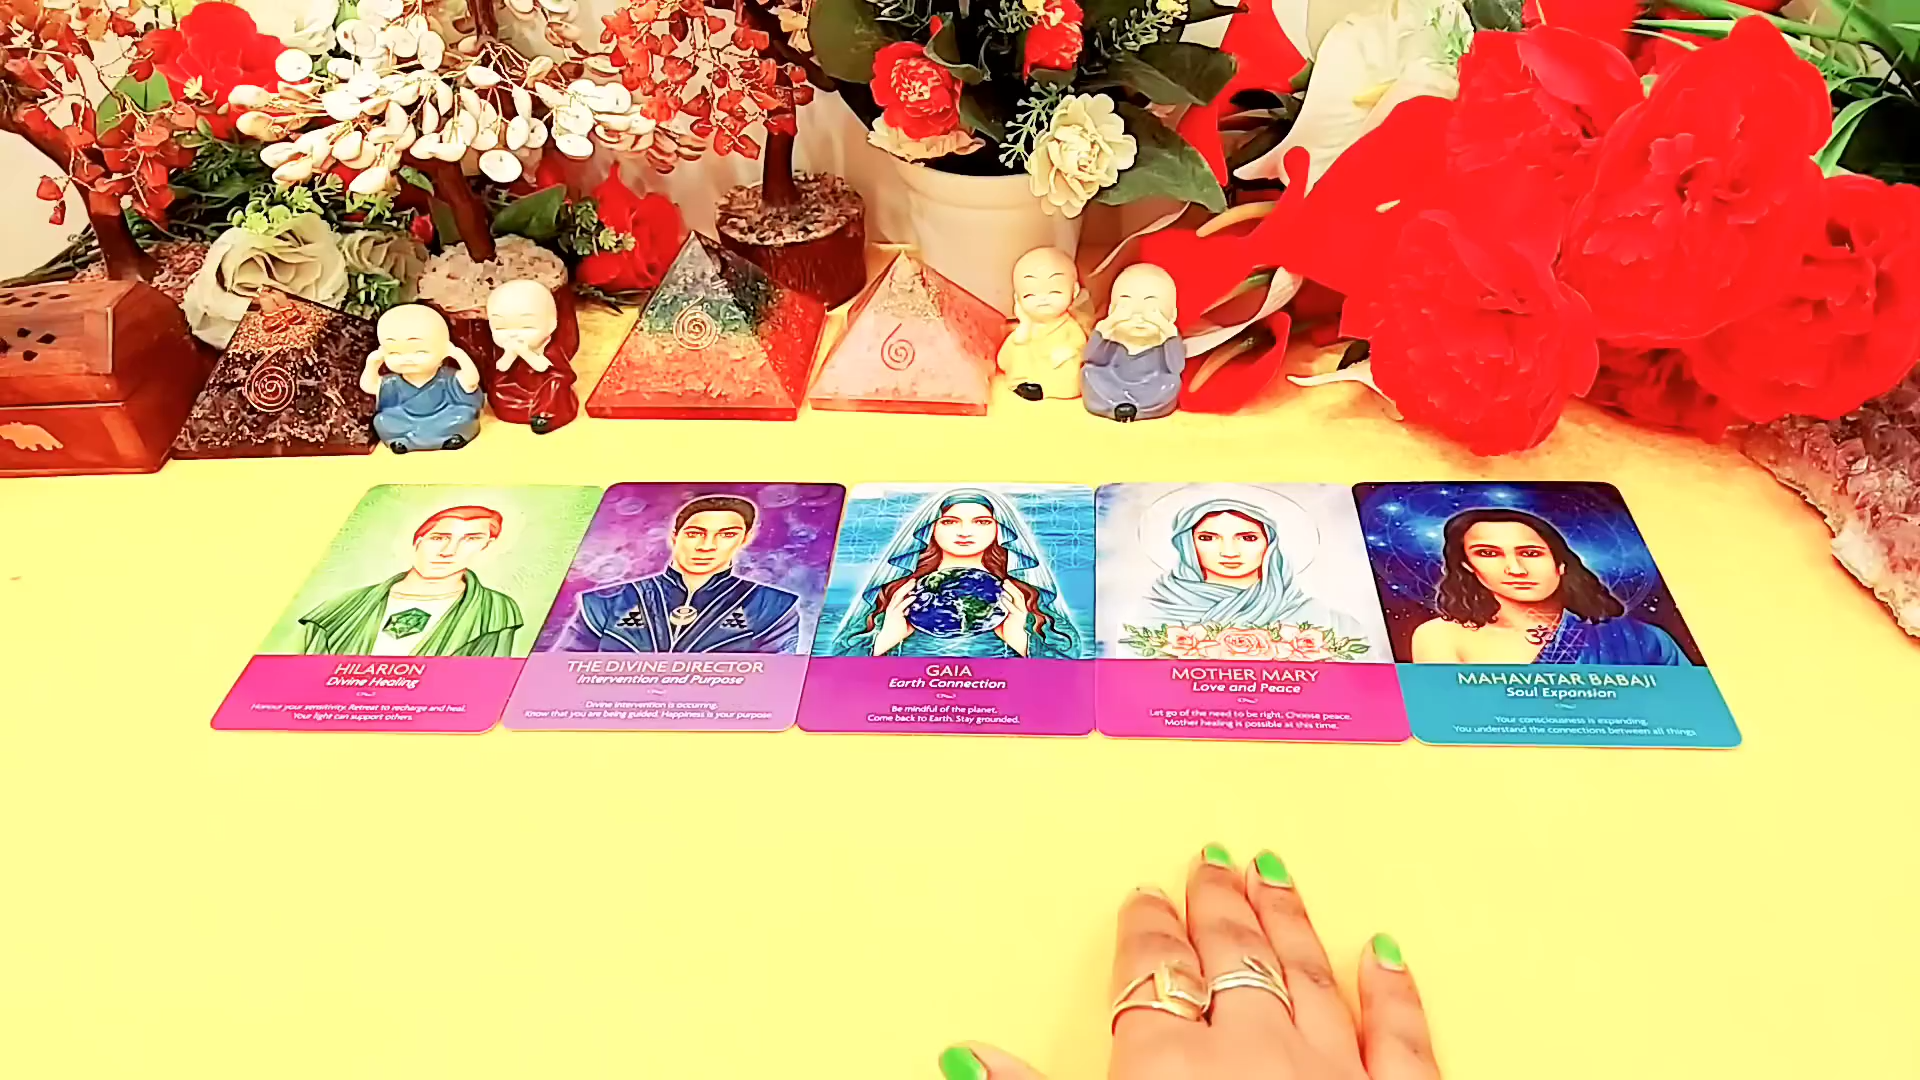 HILARION
Divine Healing
Honour your sensitivity. Retreat to recharge and heal.
Your light can support others.
THE DIVINE DIRECTOR
Intervention and Purpose
Divine intervention is occurring.
Know that you are being guided. Happiness is your purpose.
GAIA
Earth Connection
Be mindful of the planet.
Come back to Earth. Stay grounded.
MOTHER MARY
Love and Peace
Let go of the need to be right. Choose peace.
Mother healing is possible at this time.
MAHAVATAR BABAJI
Soul Expansion
Your consciousness is expanding.
You understand the connections between all things.
ॐ